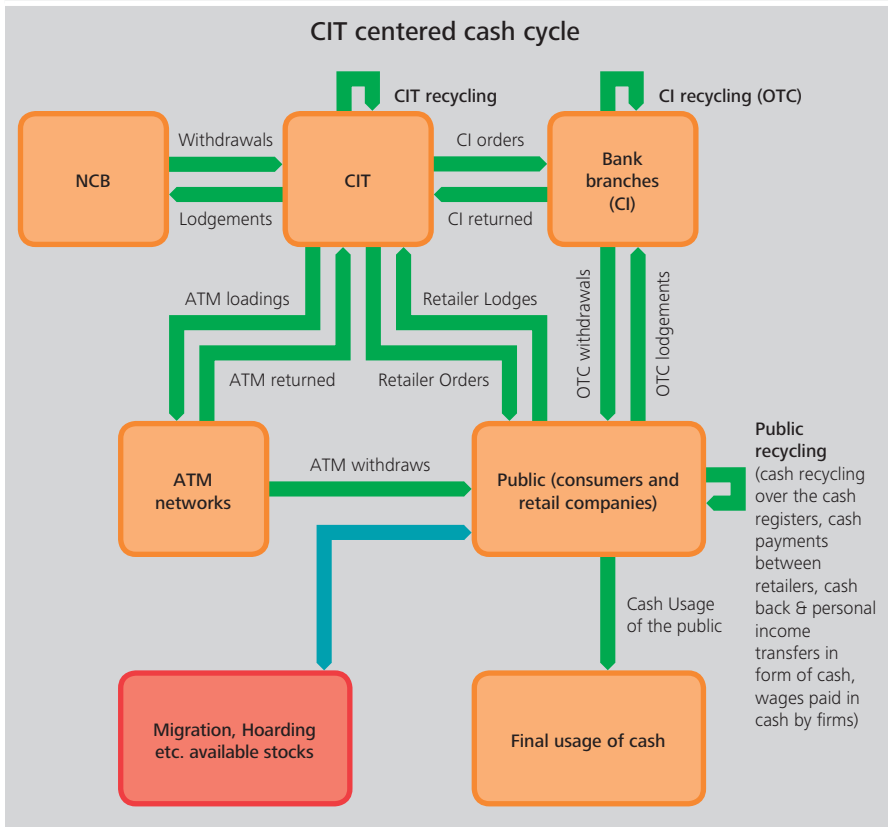 CIT centered cash cycle
CIT recycling
CI recycling (OTC)
NCB
Withdrawals
Lodgements
CIT
CI orders
CI returned
Bank
branches
(CI)
ATM loadings
ATM returned
Retailer Lodges
Retailer Orders
OTC withdrawals
OTC lodgements
ATM
networks
ATM withdraws
Public (consumers and
retail companies)
Public
recycling
(cash recycling
over the cash
registers, cash
payments
between
retailers, cash
back & personal
income
transfers in
form of cash,
wages paid in
cash by firms)
Cash Usage
of the public
Migration, Hoarding
etc. available stocks
Final usage of cash